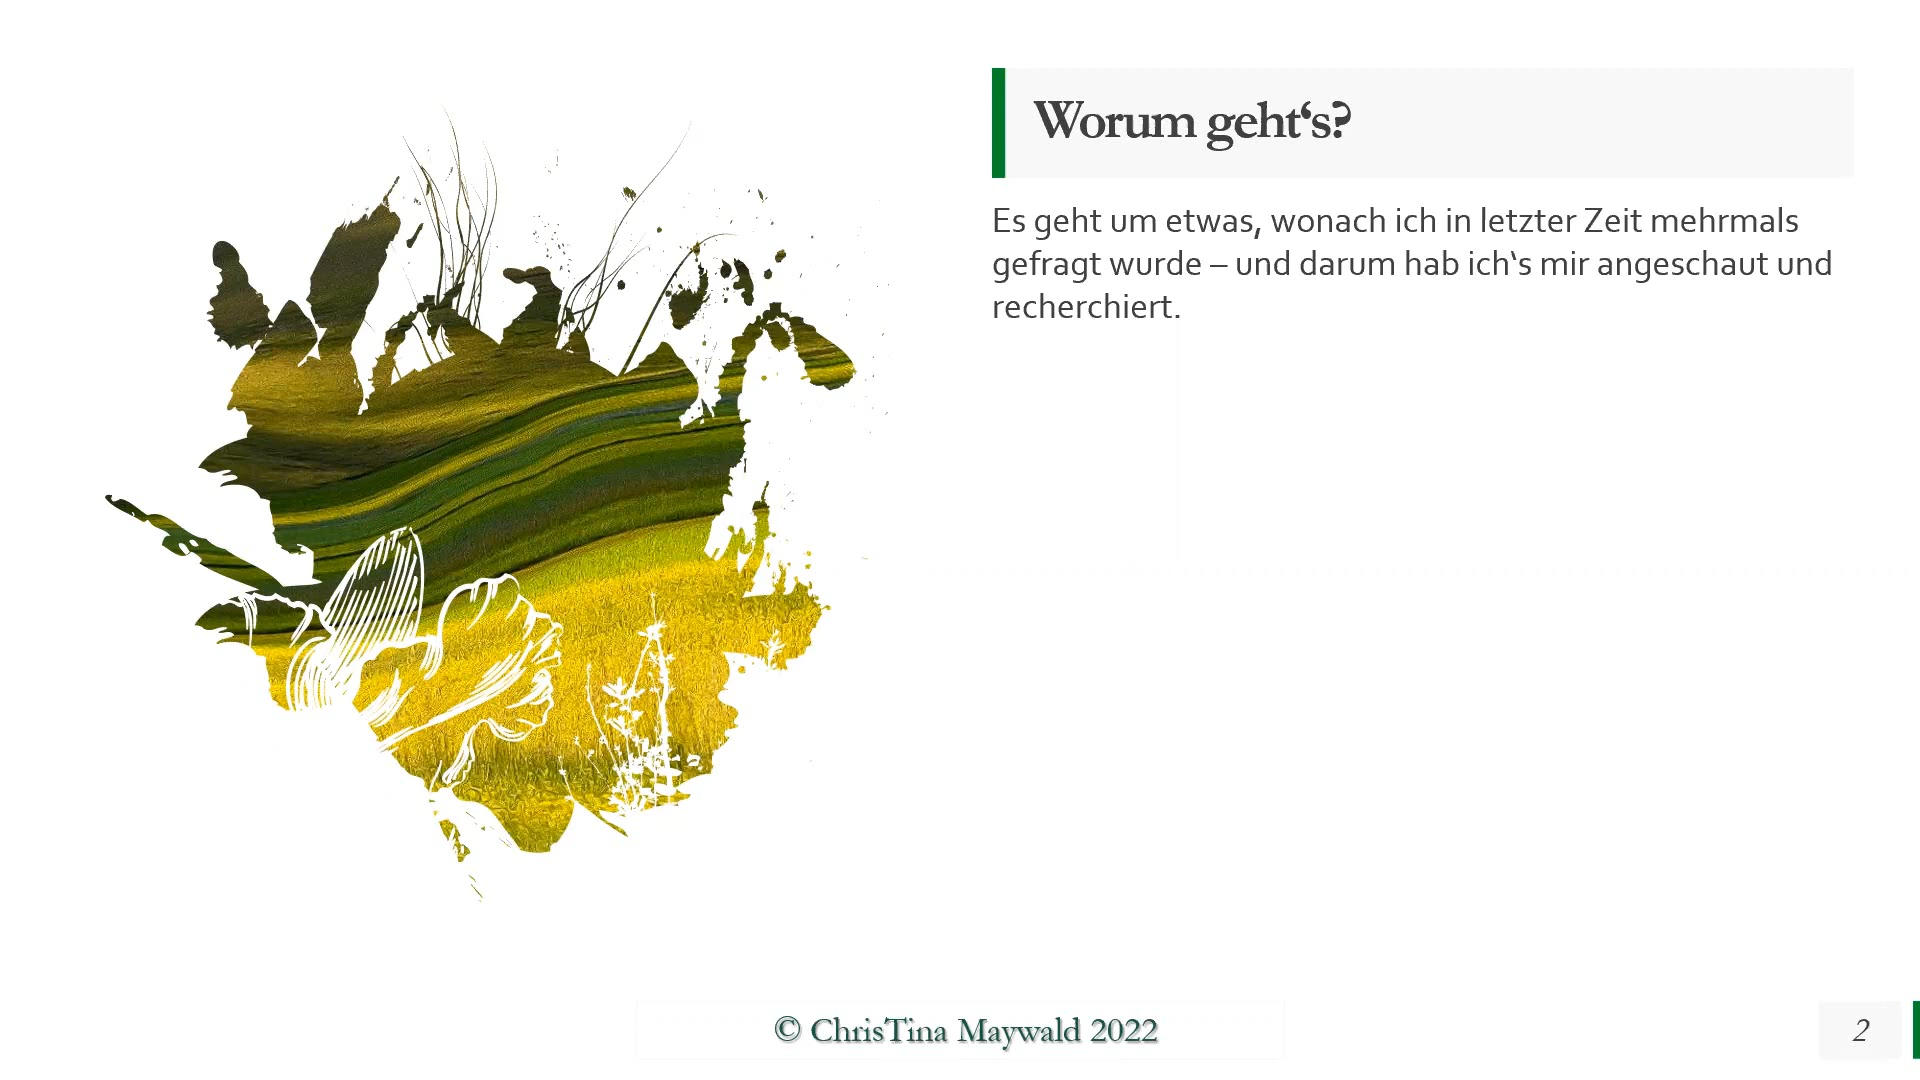 Worum geht‘s?
Es geht um etwas, wonach ich in letzter Zeit mehrmals
gefragt wurde – und darum hab ich‘s mir angeschaut und
recherchiert.
© ChrisTina Maywald 2022
2